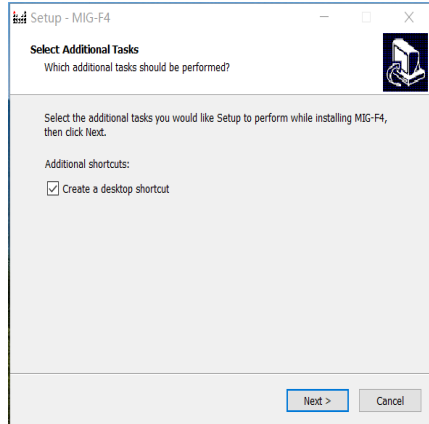 Setup - MIG-F4
Select Additional Tasks
Which additional tasks should be performed?
Select the additional tasks you would like Setup to perform while installing MIG-F4,
then click Next.
Additional shortcuts:
Create a desktop shortcut
Next >
Cancel